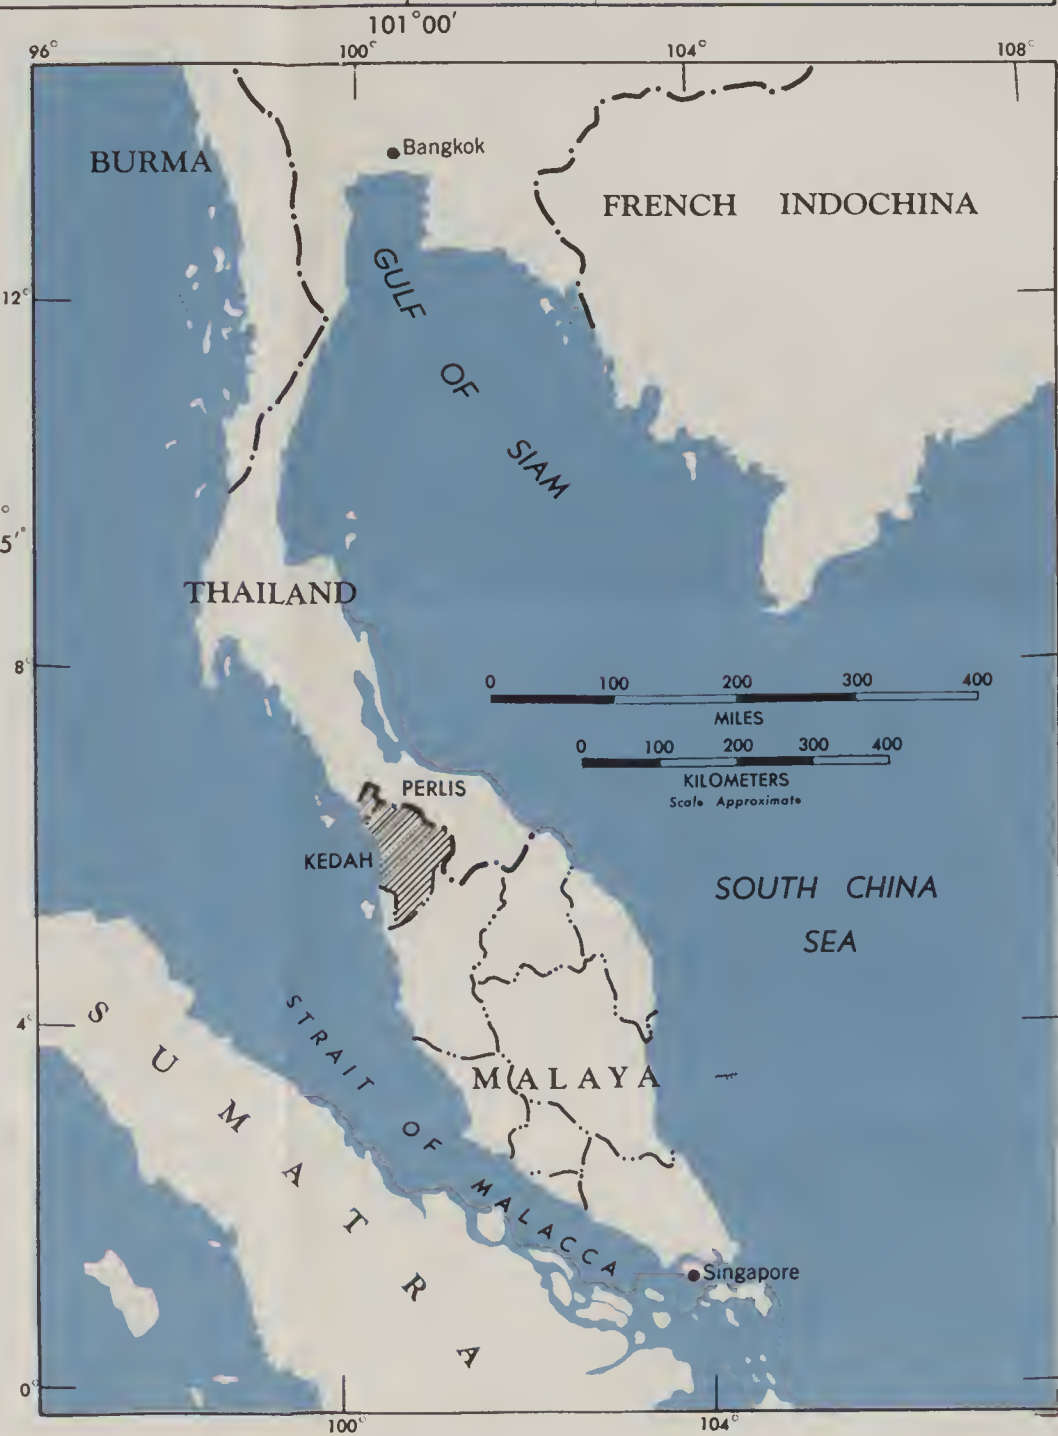 101°00'
96° 100° 104° 108°
BURMA
Bangkok
FRENCH INDOCHINA
GULF
OF
SIAM
12°
°
5'
THAILAND
8°
0 100 200 300 400
MILES
0 100 200 300 400
KILOMETERS
Scale Approximate
PERLIS
KEDAH
SOUTH CHINA
SEA
4°
SUMATRA
STRAIT OF MALACCA
MALAYA
Singapore
0°
100° 104°